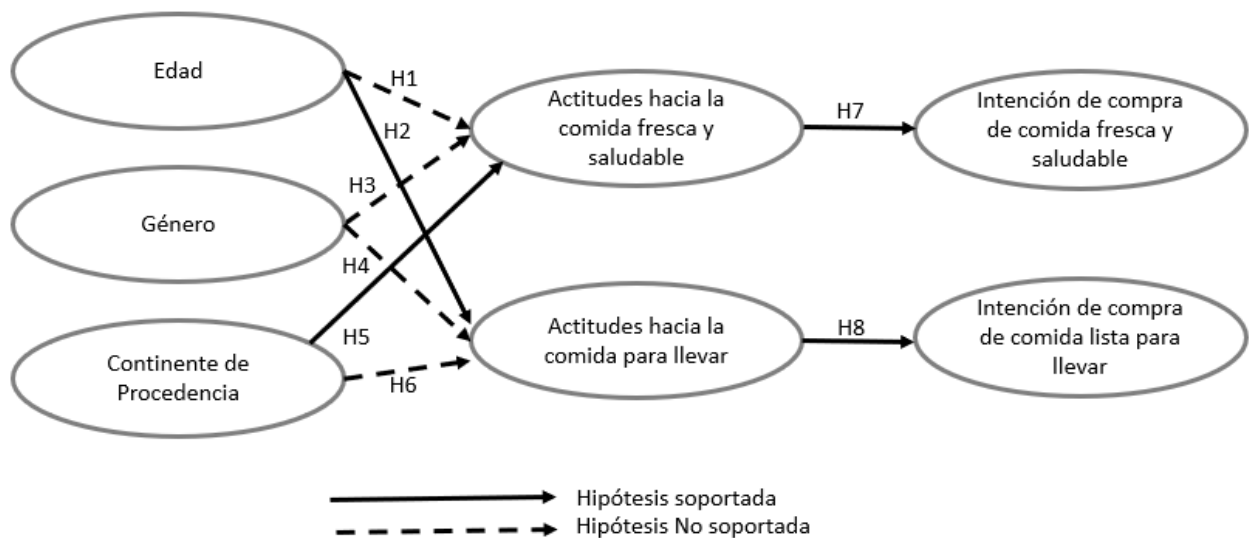 Edad
Género
Continente de
Procedencia
H1
H2
H3
H4
H5
H6
Actitudes hacia la
comida fresca y
saludable
Actitudes hacia la
comida para llevar
H7
H8
Intención de compra
de comida fresca y
saludable
Intención de compra
de comida lista para
llevar
Hipótesis soportada
Hipótesis No soportada